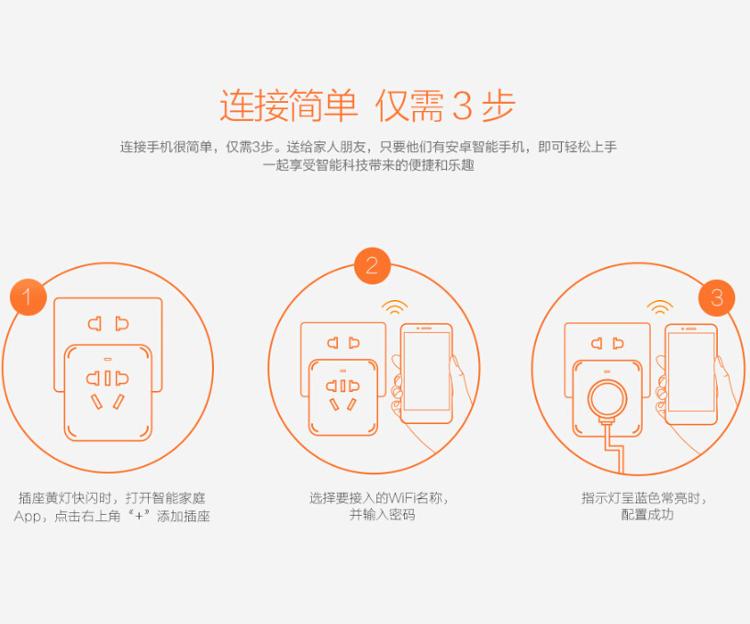 连接简单 仅需3步
连接手机很简单，仅需3步。送给家人朋友，只要他们有安卓智能手机，即可轻松上手
一起享受智能科技带来的便捷和乐趣
1
2
3
插座黄灯快闪时，打开智能家庭
App，点击右上角“+”添加插座
选择要接入的WiFi名称，
并输入密码
指示灯呈蓝色常亮时，
配置成功